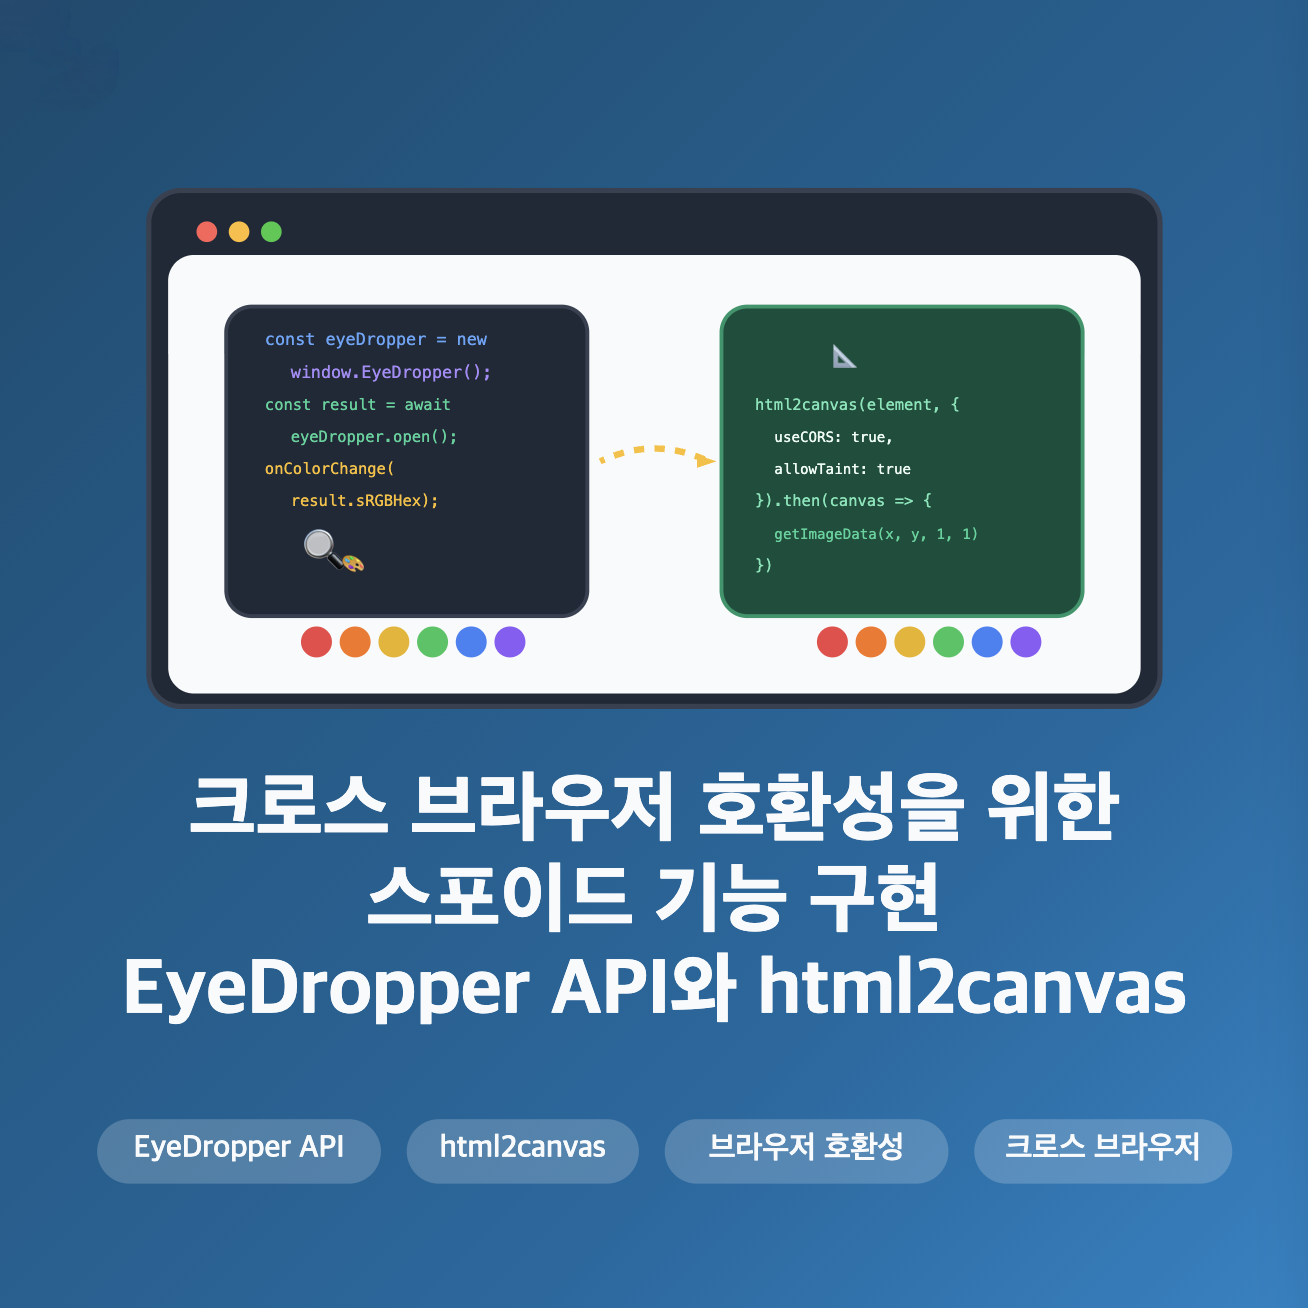 const eyeDropper = new
window.EyeDropper();
const result = await
eyeDropper.open();
onColorChange(
result.sRGBHex);
html2canvas(element, {
useCORS: true,
allowTaint: true
}).then(canvas => {
getImageData(x, y, 1, 1)
})
크로스 브라우저 호환성을 위한
스포이드 기능 구현
EyeDropper API와 html2canvas
EyeDropper API
html2canvas
브라우저 호환성
크로스 브라우저